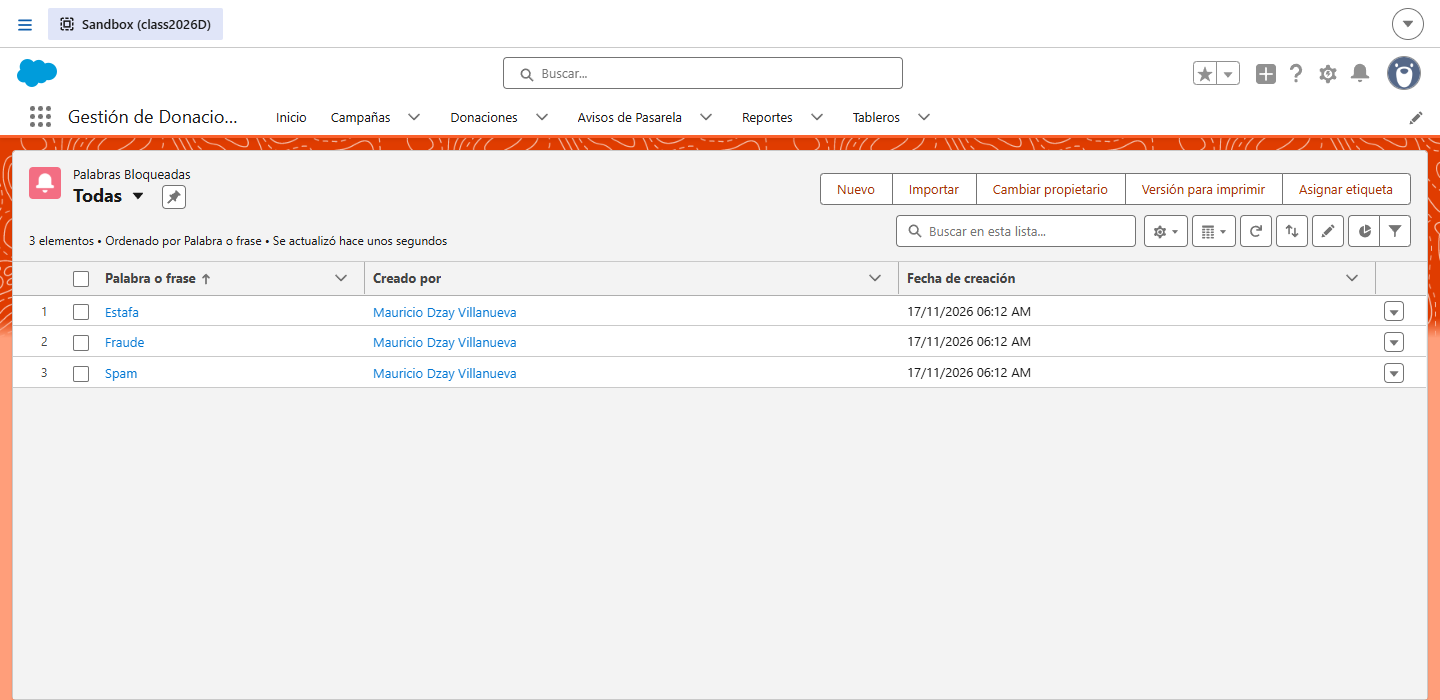 Sandbox (class2026D)
Buscar...
Gestión de Donacio...
Inicio
Campañas
Donaciones
Avisos de Pasarela
Reportes
Tableros
Palabras Bloqueadas
Todas
Nuevo
Importar
Cambiar propietario
Versión para imprimir
Asignar etiqueta
3 elementos • Ordenado por Palabra o frase • Se actualizó hace unos segundos
Buscar en esta lista...
Palabra o frase
Creado por
Fecha de creación
1 Estafa Mauricio Dzay Villanueva 17/11/2026 06:12 AM
2 Fraude Mauricio Dzay Villanueva 17/11/2026 06:12 AM
3 Spam Mauricio Dzay Villanueva 17/11/2026 06:12 AM